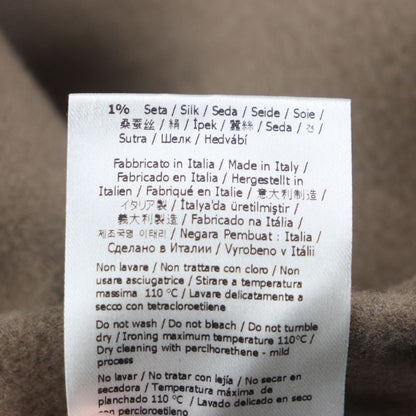 1% Seta / Silk / Seda / Seide / Soie /
桑蚕丝 / 絹 / İpek / 蠶絲 / Seda / 견 /
Sutra / Шелк / Hedvábí
Fabbricato in Italia / Made in Italy /
Fabricado en Italia / Hergestellt in
Italien / Fabriqué en Italie / 意大利制造 /
イタリア製 / İtalya'da üretilmiştir /
義大利製造 / Fabricado na Itália /
제조국명 이태리 / Negara Pembuat : Italia /
Сделано в Италии / Vyrobeno v Itálii
Non lavare / Non trattare con cloro / Non
usare asciugatrice / Stirare a temperatura
massima 110 °C / Lavare delicatamente a
secco con tetracloroetilene
Do not wash / Do not bleach / Do not tumble
dry / Ironing maximum temperature 110°C /
Dry cleaning with perclhorethene - mild
process
No lavar / No tratar con lejía / No secar en
secadora / Temperatura máxima de
planchado 110 °C / Lavado delicado en seco
con percloroetileno